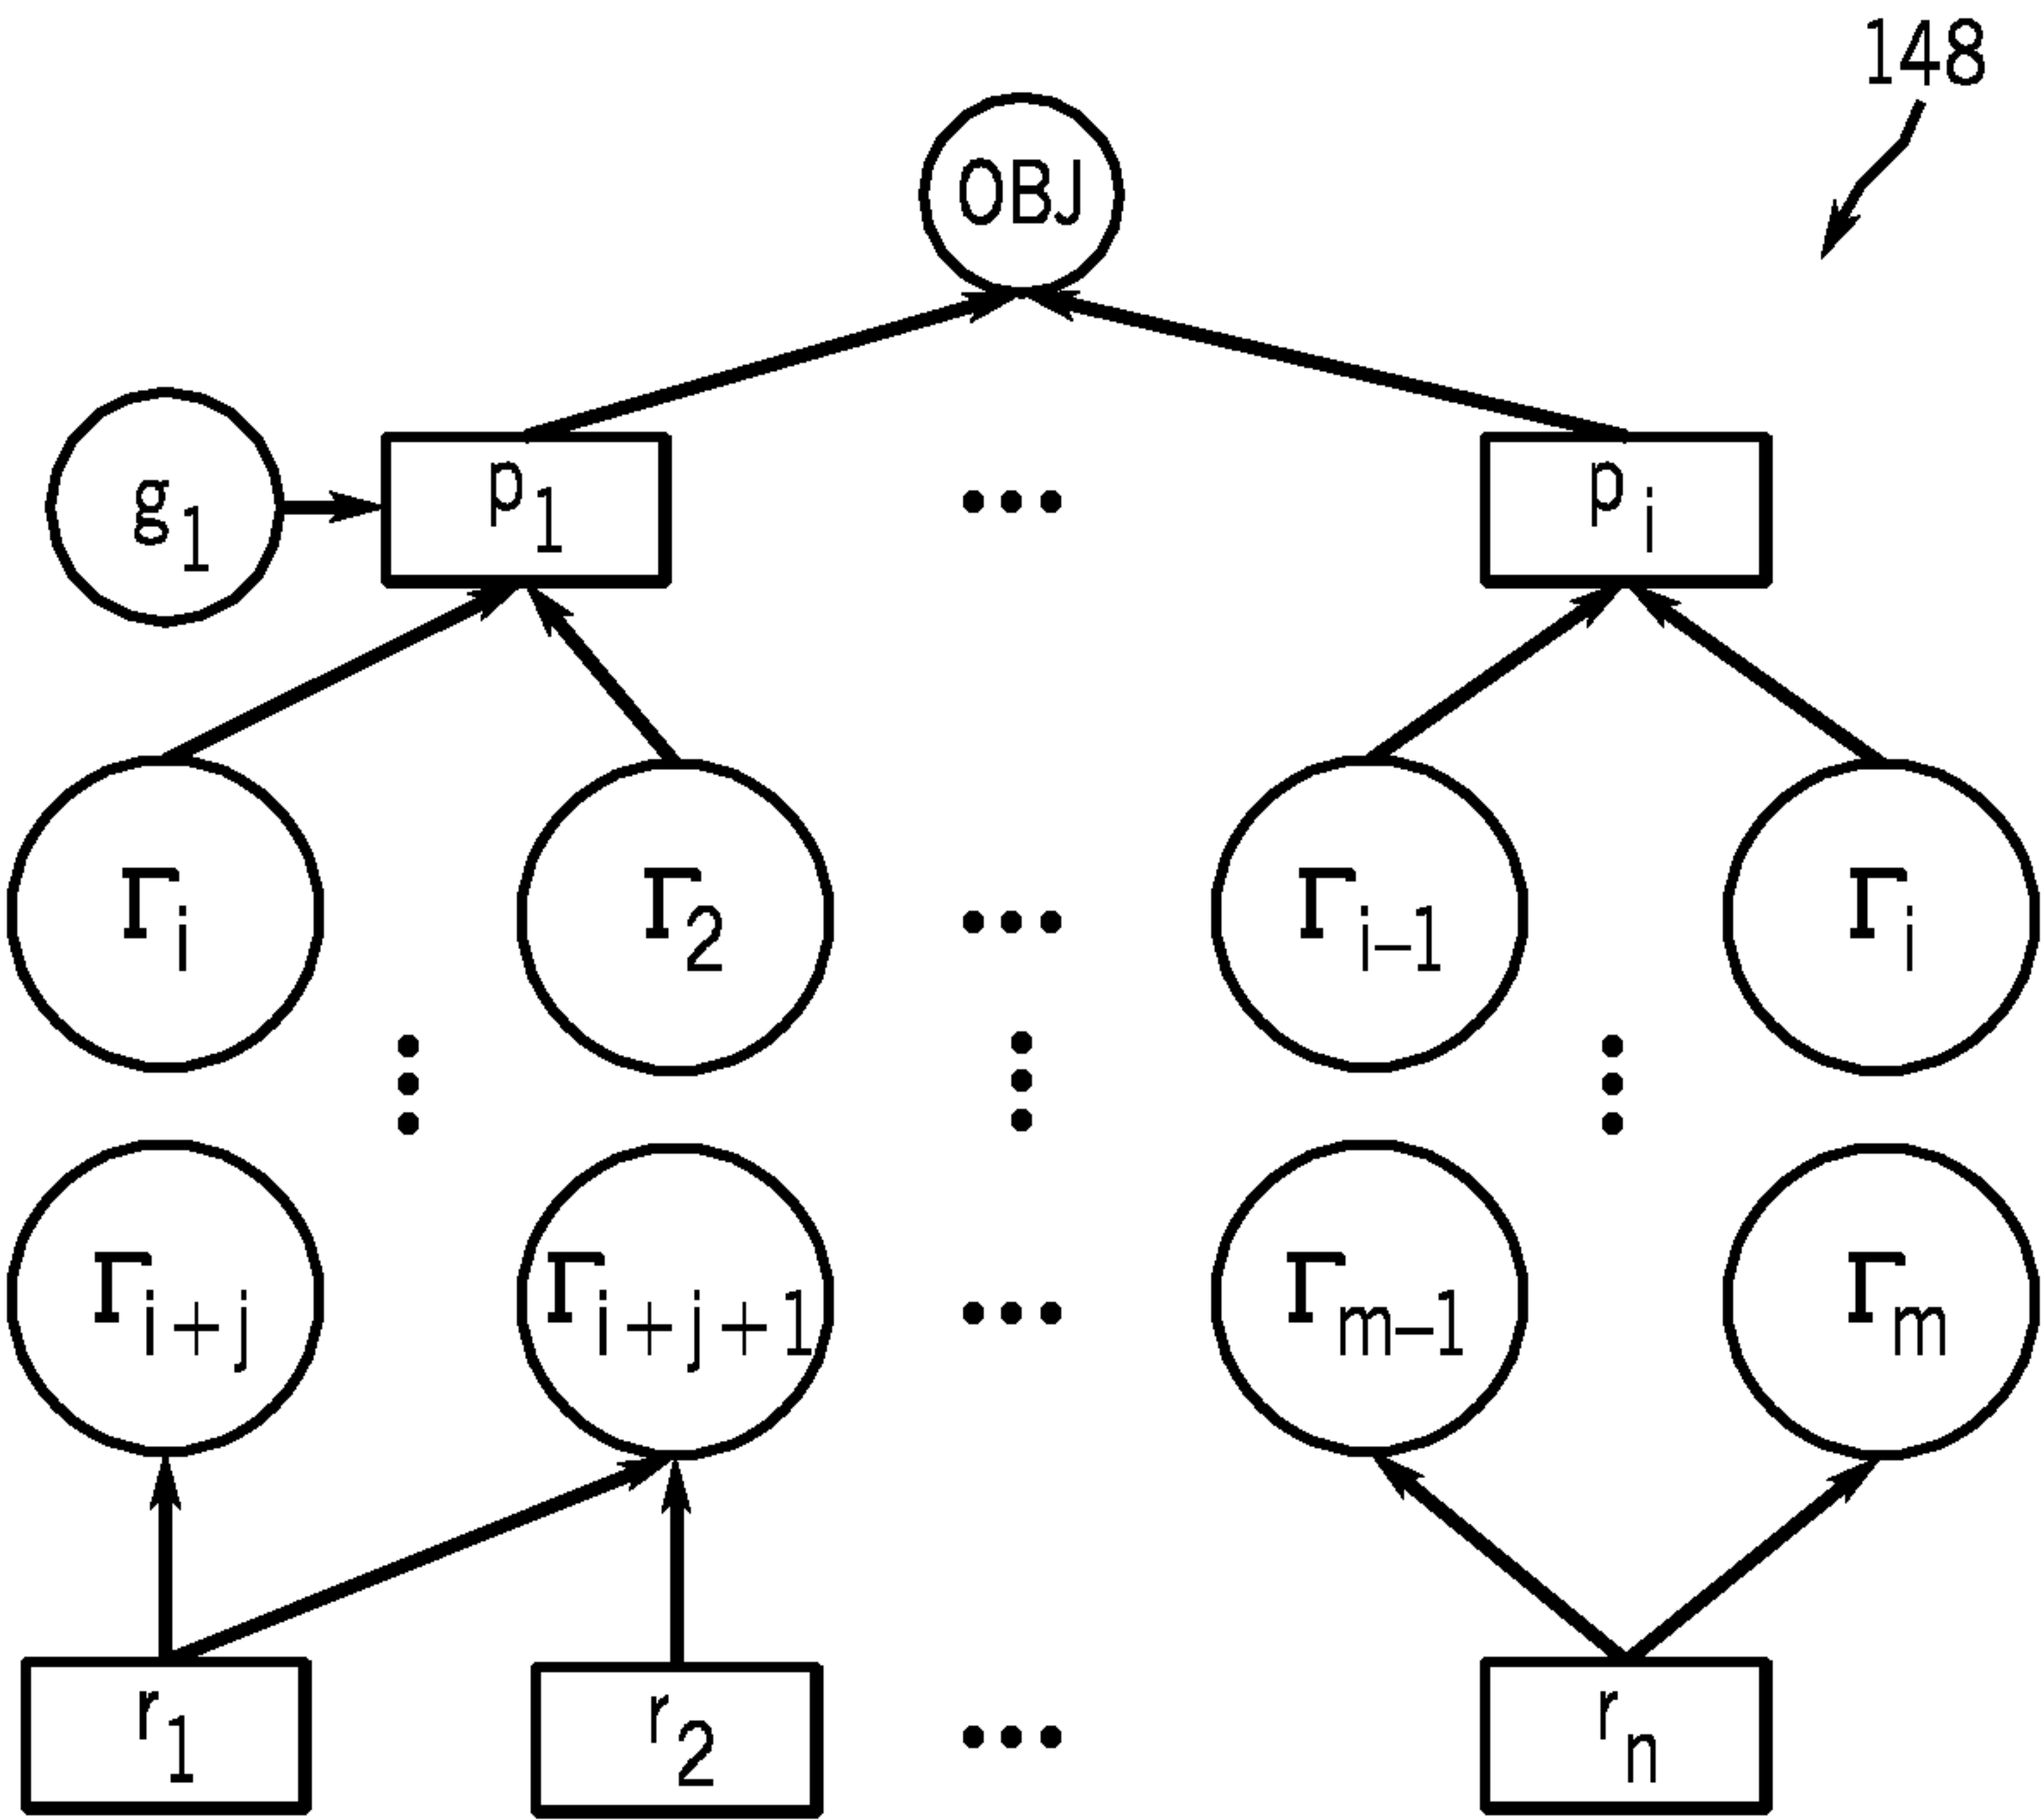 148
OBJ
g1
p1 ... pi
Γi Γ2 ... Γi-1 Γi
Γi+j Γi+j+1 ... Γm-1 Γm
r1 r2 ... rn